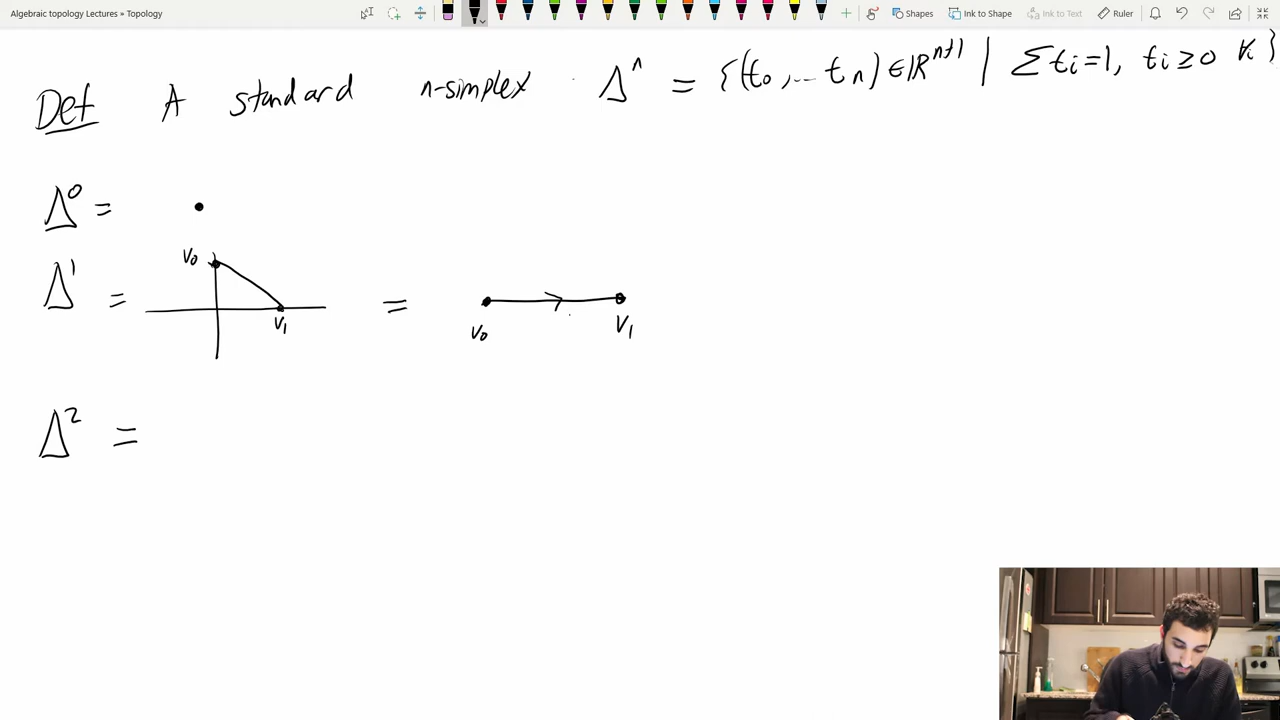 Algebraic topology Lectures » Topology
Shapes Ink to Shape Ink to Text Ruler
Def A standard n-simplex Δⁿ = {(t₀,...tₙ)∈ℝⁿ⁺¹ | Σtᵢ=1, tᵢ≥0 ∀ᵢ}
Δ⁰ =
v₀
Δ¹ = =
v₁ v₀ v₁
Δ² =